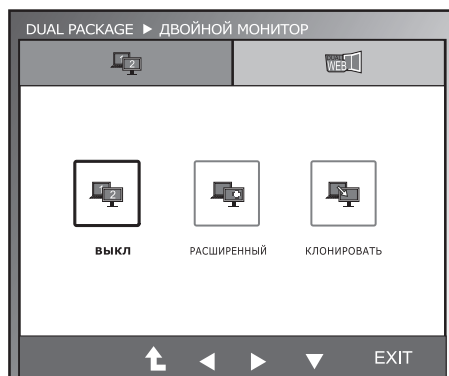 DUAL PACKAGE ▶ ДВОЙНОЙ МОНИТОР
2
WEB
2
ВЫКЛ
РАСШИРЕННЫЙ
КЛОНИРОВАТЬ
EXIT